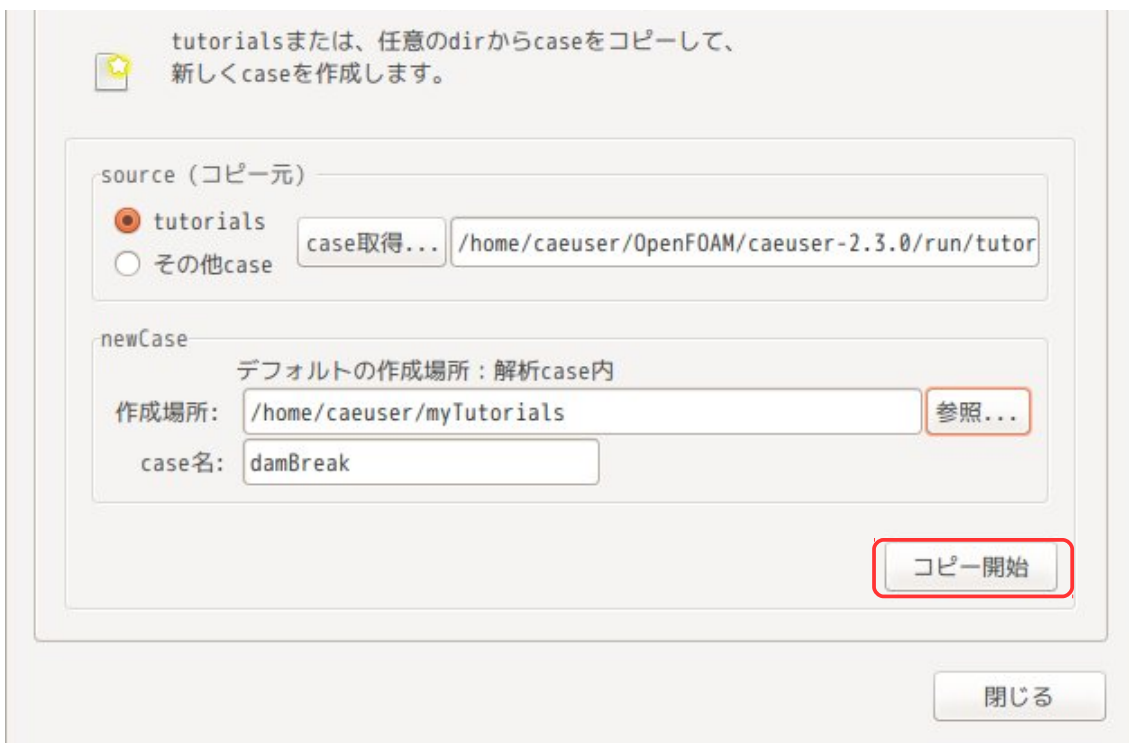 tutorialsまたは、任意のdirからcaseをコピーして、
新しくcaseを作成します。
source (コピー元)
tutorials
その他case
case取得...
/home/caeuser/OpenFOAM/caeuser-2.3.0/run/tutor
newCase
デフォルトの作成場所：解析case内
作成場所:
/home/caeuser/myTutorials
参照...
case名:
damBreak
コピー開始
閉じる